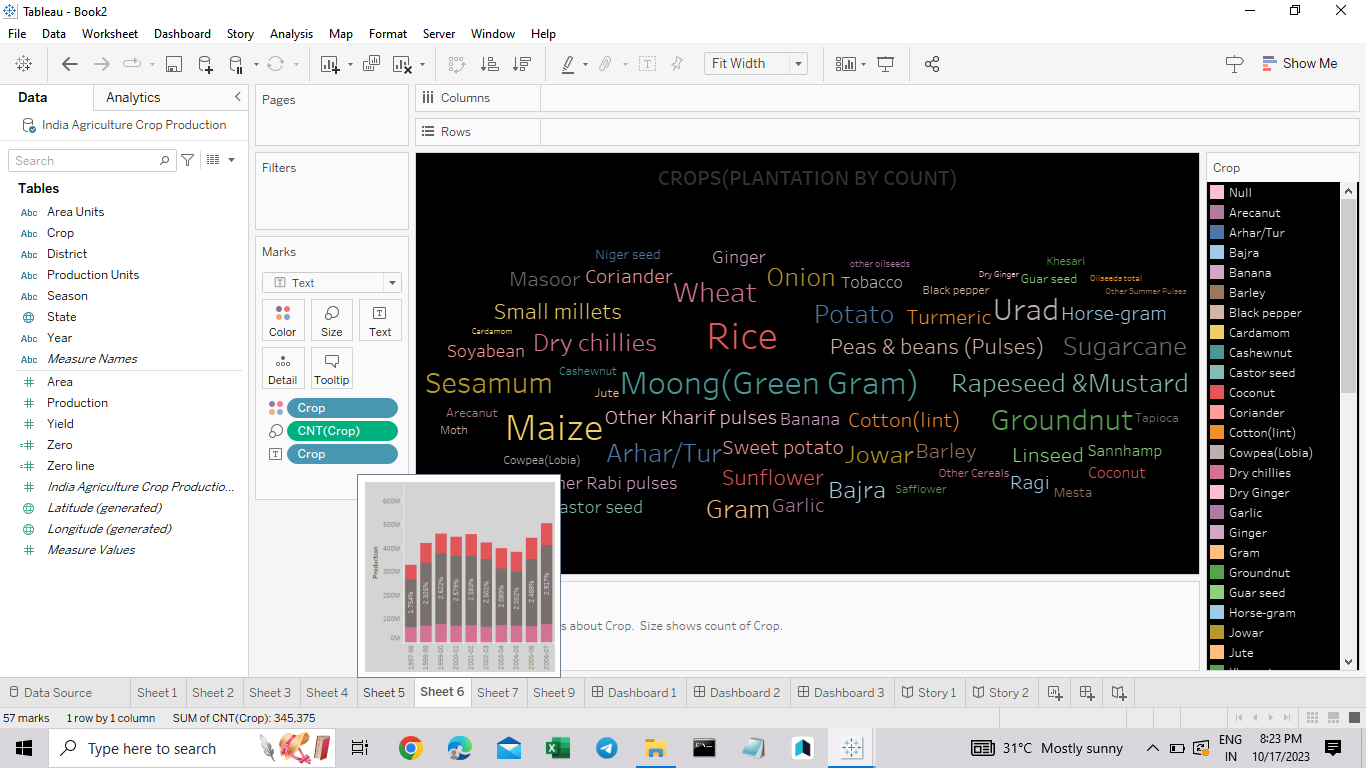 Tableau - Book2
File Data Worksheet Dashboard Story Analysis Map Format Server Window Help
Fit Width
Show Me
Data Analytics
India Agriculture Crop Production
Search
Tables
Abc Area Units
Abc Crop
Abc District
Abc Production Units
Abc Season
State
Abc Year
Abc Measure Names
Area
Production
Yield
Zero
Zero line
India Agriculture Crop Productio...
Latitude (generated)
Longitude (generated)
Measure Values
Pages
Filters
Marks
Text
Color Size Text
Detail Tooltip
Crop
CNT(Crop)
Crop
Columns
Rows
CROPS(PLANTATION BY COUNT)
Niger seed Ginger other oilseeds Khesari
Masoor Coriander Onion Tobacco Dry Ginger Guar seed Oilseeds total
Wheat Black pepper Other Summer Pulses
Small millets Potato Turmeric Urad Horse-gram
Cardamom Rice
Soyabean Dry chillies Peas & beans (Pulses) Sugarcane
Sesamum Cashewnut Moong(Green Gram) Rapeseed &Mustard
Jute
Arecanut Maize Other Kharif pulses Banana Cotton(lint) Groundnut Tapioca
Moth
Cowpea(Lobia) Arhar/Tur Sweet potato Jowar Barley Linseed Sannhamp
her Rabi pulses Sunflower Bajra Safflower Other Cereals Ragi Mesta Coconut
astor seed Gram Garlic
s about Crop. Size shows count of Crop.
600M
500M
400M
300M
200M
100M
0M
Production
1.754% 2.325% 2.622% 2.579% 2.583% 2.501% 2.089% 2.002% 2.489% 2.917%
1997-98 1998-99 1999-00 2000-01 2001-02 2002-03 2003-04 2004-05 2005-06 2006-07
Crop
Null
Arecanut
Arhar/Tur
Bajra
Banana
Barley
Black pepper
Cardamom
Cashewnut
Castor seed
Coconut
Coriander
Cotton(lint)
Cowpea(Lobia)
Dry chillies
Dry Ginger
Garlic
Ginger
Gram
Groundnut
Guar seed
Horse-gram
Jowar
Jute
Data Source Sheet 1 Sheet 2 Sheet 3 Sheet 4 Sheet 5 Sheet 6 Sheet 7 Sheet 9 Dashboard 1 Dashboard 2 Dashboard 3 Story 1 Story 2
57 marks 1 row by 1 column SUM of CNT(Crop): 345,375
Type here to search
31°C Mostly sunny
ENG
IN
8:23 PM
10/17/2023